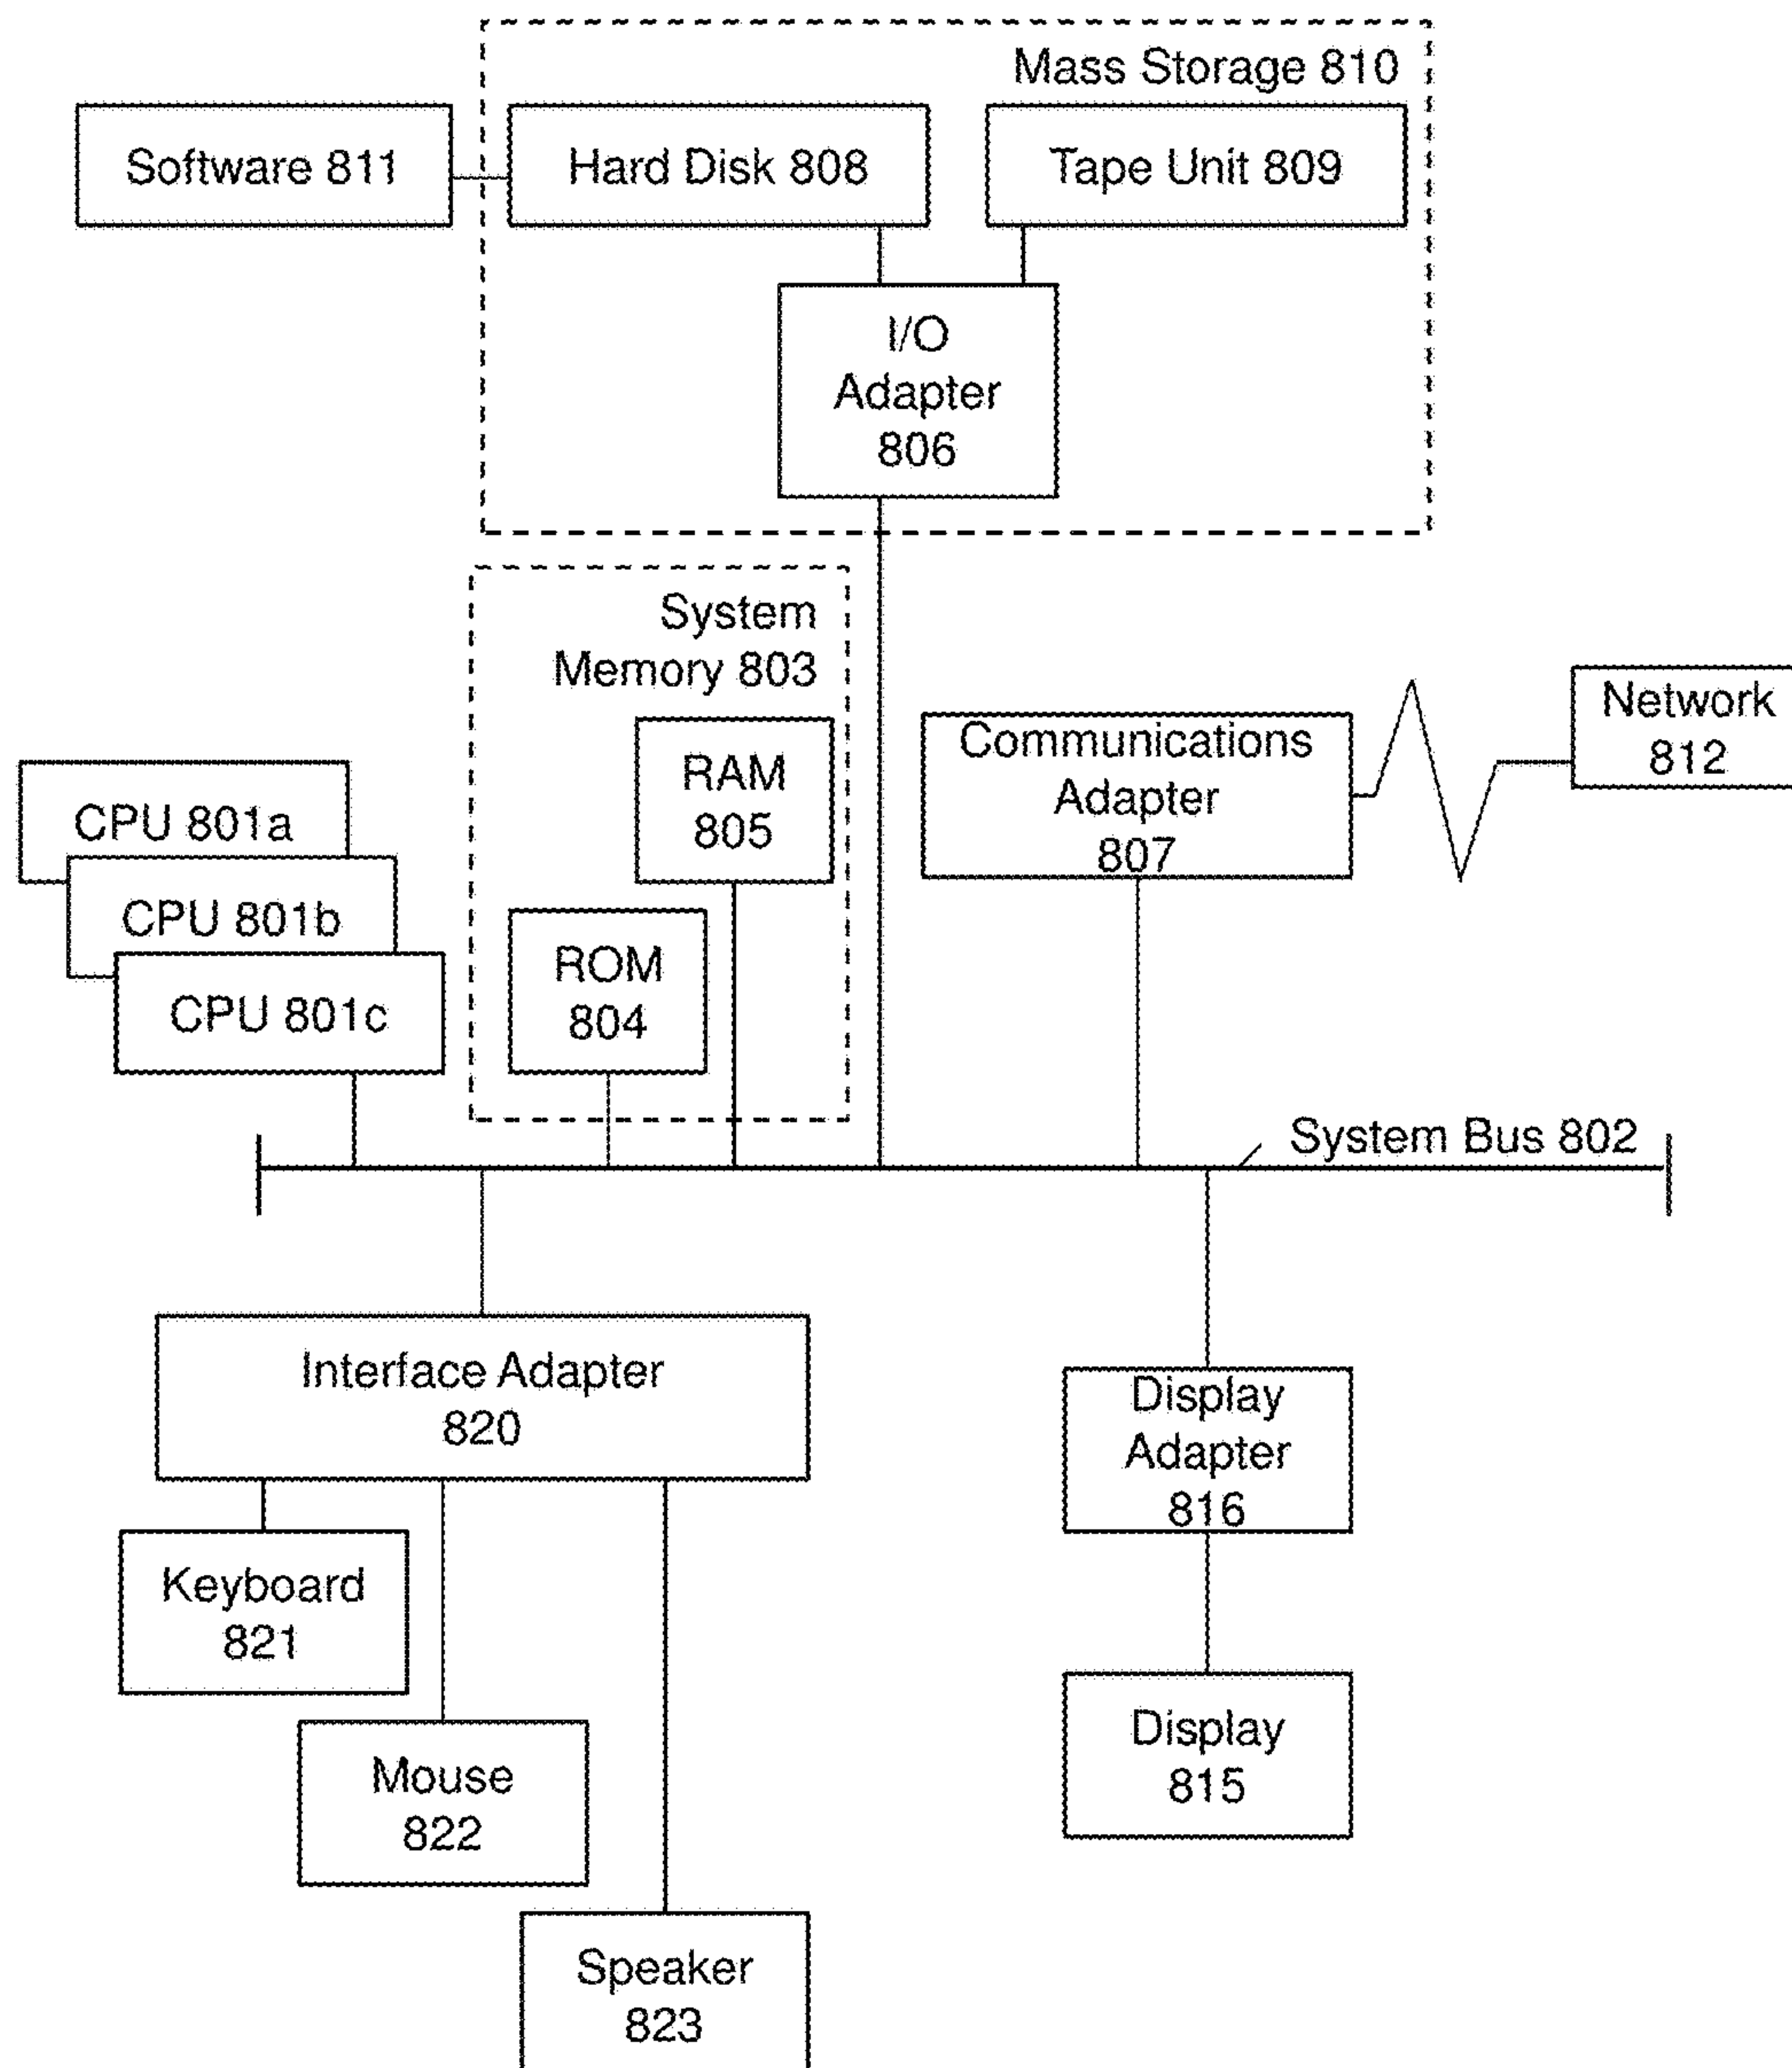 Mass Storage 810
Software 811
Hard Disk 808
Tape Unit 809
I/O
Adapter
806
System
Memory 803
RAM
805
ROM
804
CPU 801a
CPU 801b
CPU 801c
Communications
Adapter
807
Network
812
System Bus 802
Interface Adapter
820
Display
Adapter
816
Keyboard
821
Mouse
822
Speaker
823
Display
815